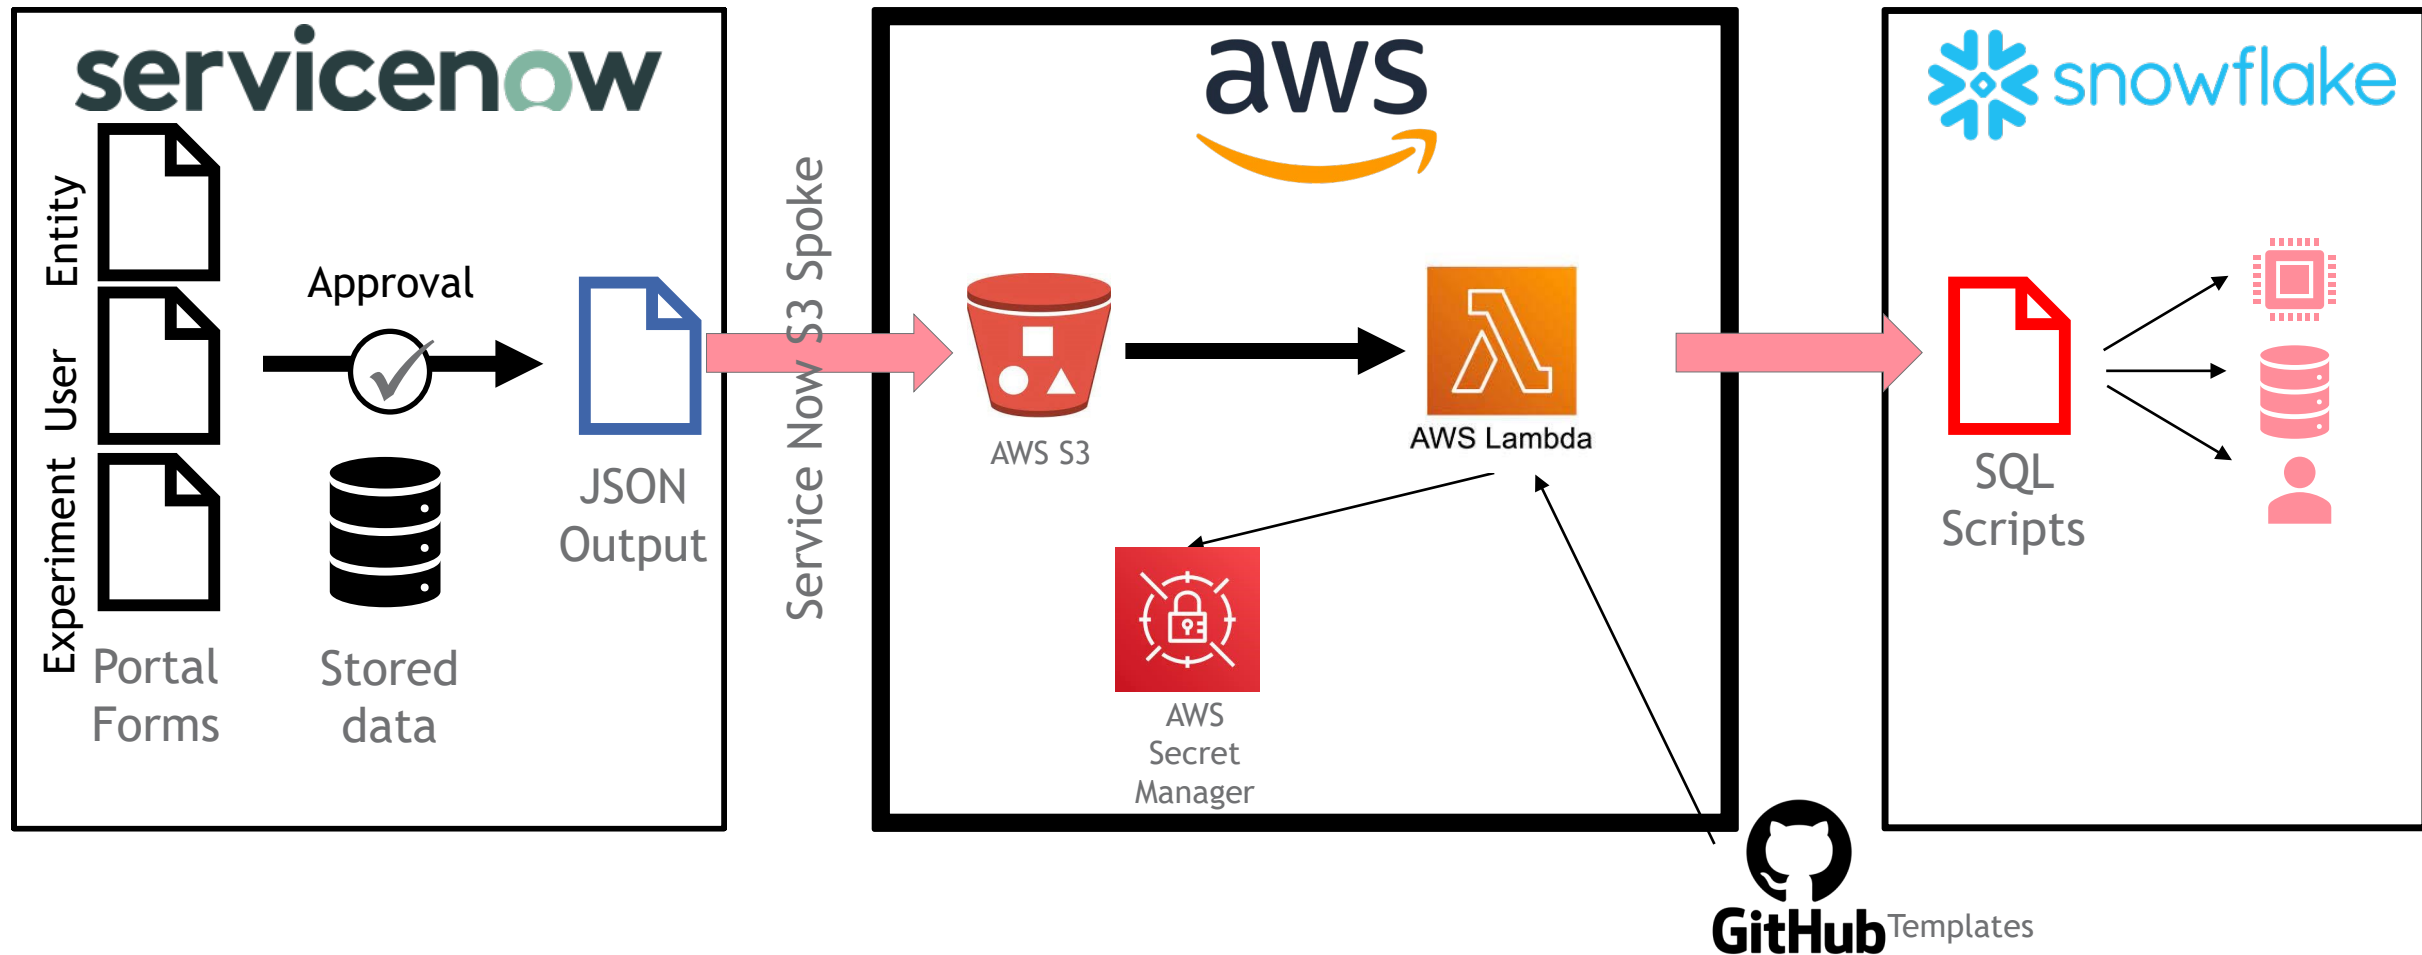 servicenow
Entity
User
Experiment
Portal
Forms
Approval
Stored
data
JSON
Output
Service Now S3 Spoke
aws
AWS S3
AWS Lambda
AWS
Secret
Manager
GitHub
Templates
snowflake
SQL
Scripts